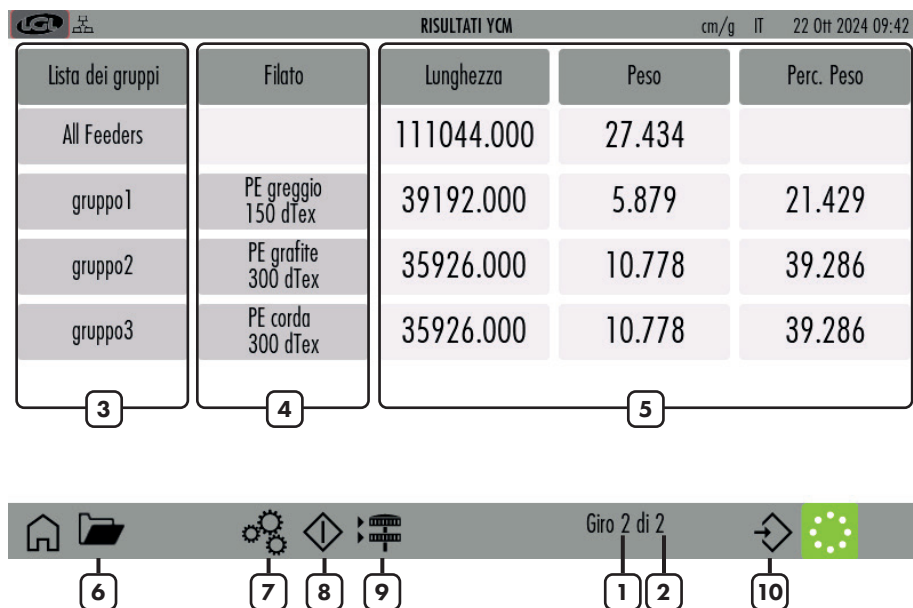 LGL RISULTATI YCM cm/g IT 22 Ott 2024 09:42
Lista dei gruppi Filato Lunghezza Peso Perc. Peso
All Feeders 111044.000 27.434
gruppo1 PE greggio 39192.000 5.879 21.429
150 dTex
gruppo2 PE grafite 35926.000 10.778 39.286
300 dTex
gruppo3 PE corda 35926.000 10.778 39.286
300 dTex
3 4 5
Giro 2 di 2
6 7 8 9 1 2 10